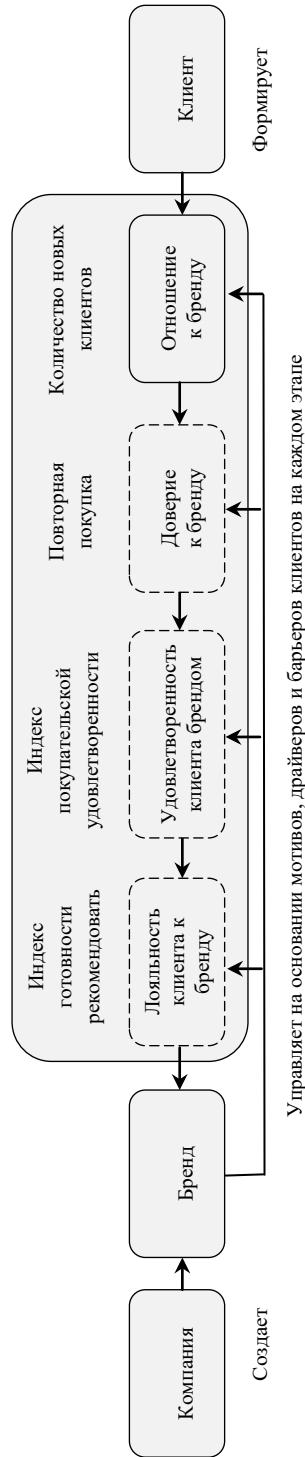 Индекс
готовности
рекомендовать
Индекс
покупательской
удовлетворенности
Повторная
покупка
Количество новых
клиентов
Компания
Бренд
Лояльность
клиента к
бренду
Удовлетворенность
клиента брендом
Доверие
к бренду
Отношение
к бренду
Клиент
Создает
Формирует
Управляет на основании мотивов, драйверов и барьеров клиентов на каждом этапе